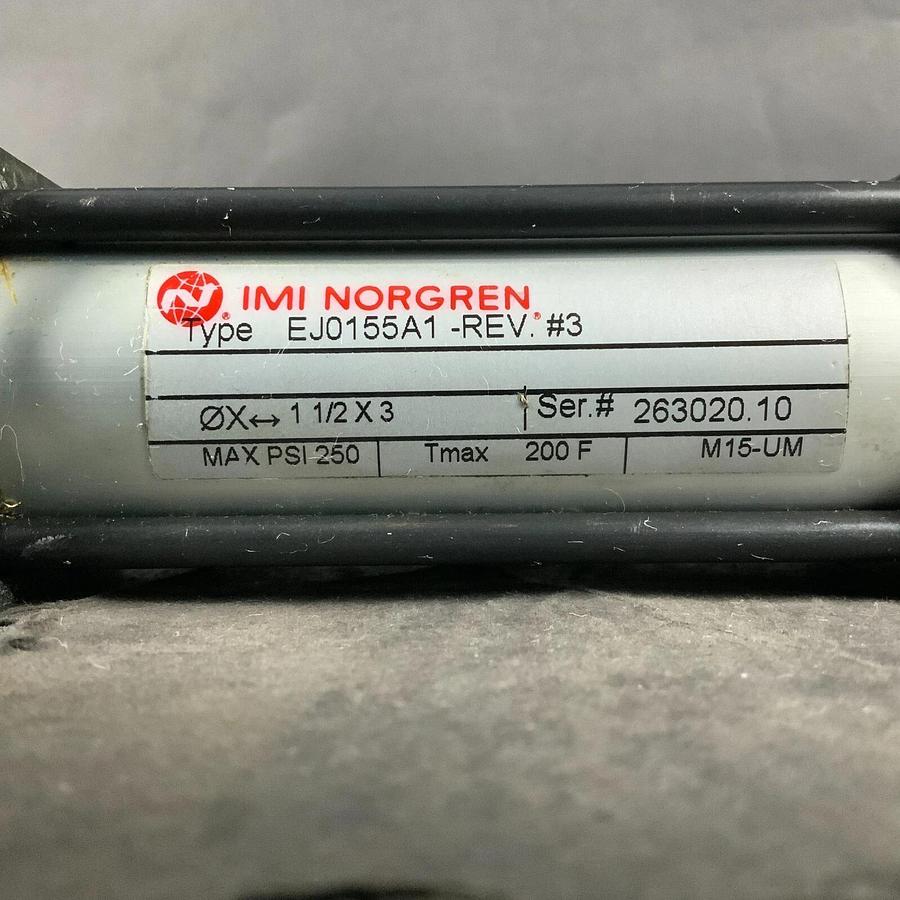 IMI NORGREN®
Type EJ0155A1 -REV. #3
ØX↔ 1 1/2 X 3 Ser.# 263020.10
MAX PSI 250 Tmax 200 F M15-UM